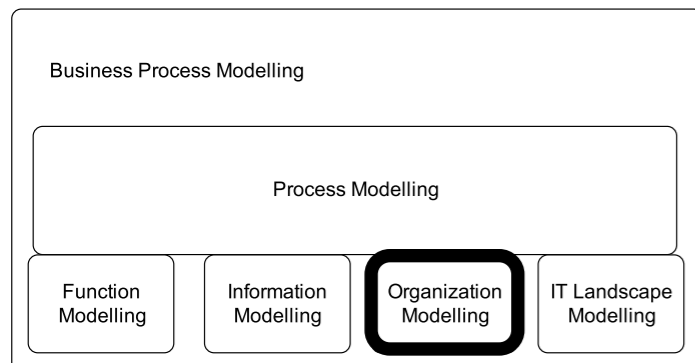 Business Process Modelling
Process Modelling
Function
Modelling
Information
Modelling
Organization
Modelling
IT Landscape
Modelling